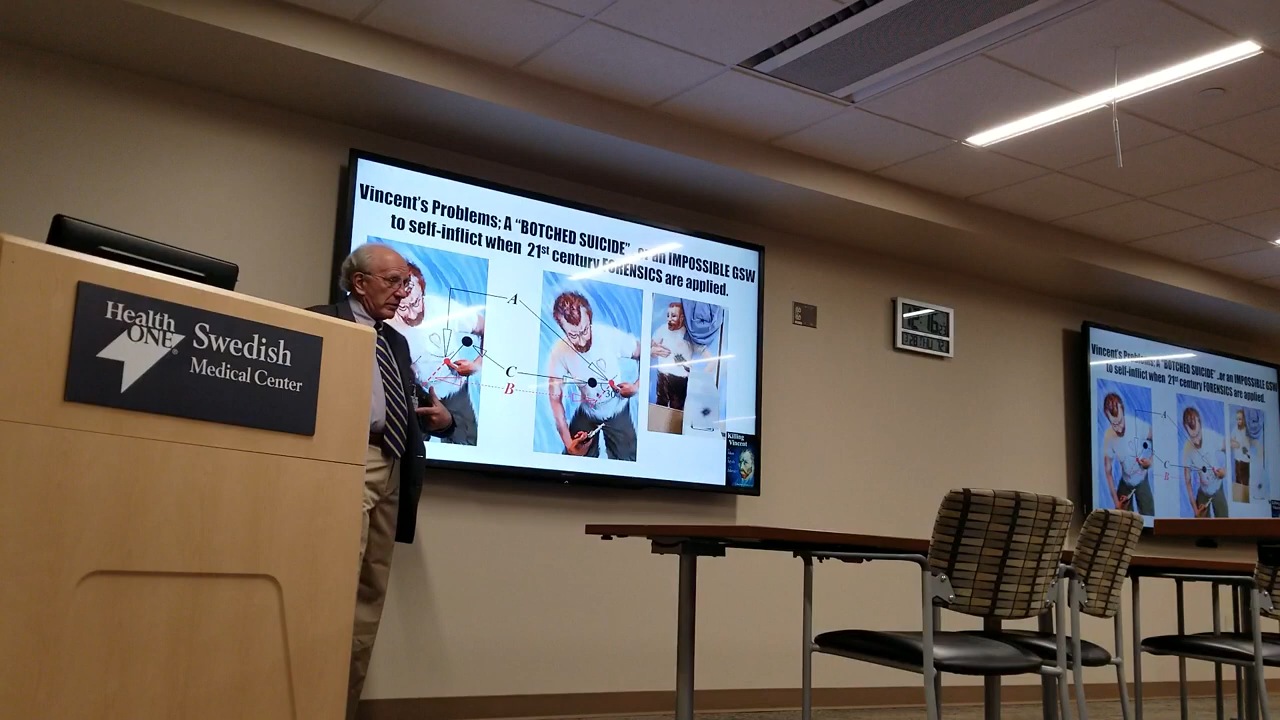 Health
ONE®
Swedish
Medical Center
Vincent's Problems; A "BOTCHED SUICIDE" ..or an IMPOSSIBLE GSW
to self-inflict when 21st century FORENSICS are applied.
A
C
B
30°
Killing
Vincent
Vincent's Problems; A "BOTCHED SUICIDE" ..or an IMPOSSIBLE GSW
to self-inflict when 21st century FORENSICS are applied.
A
C
B